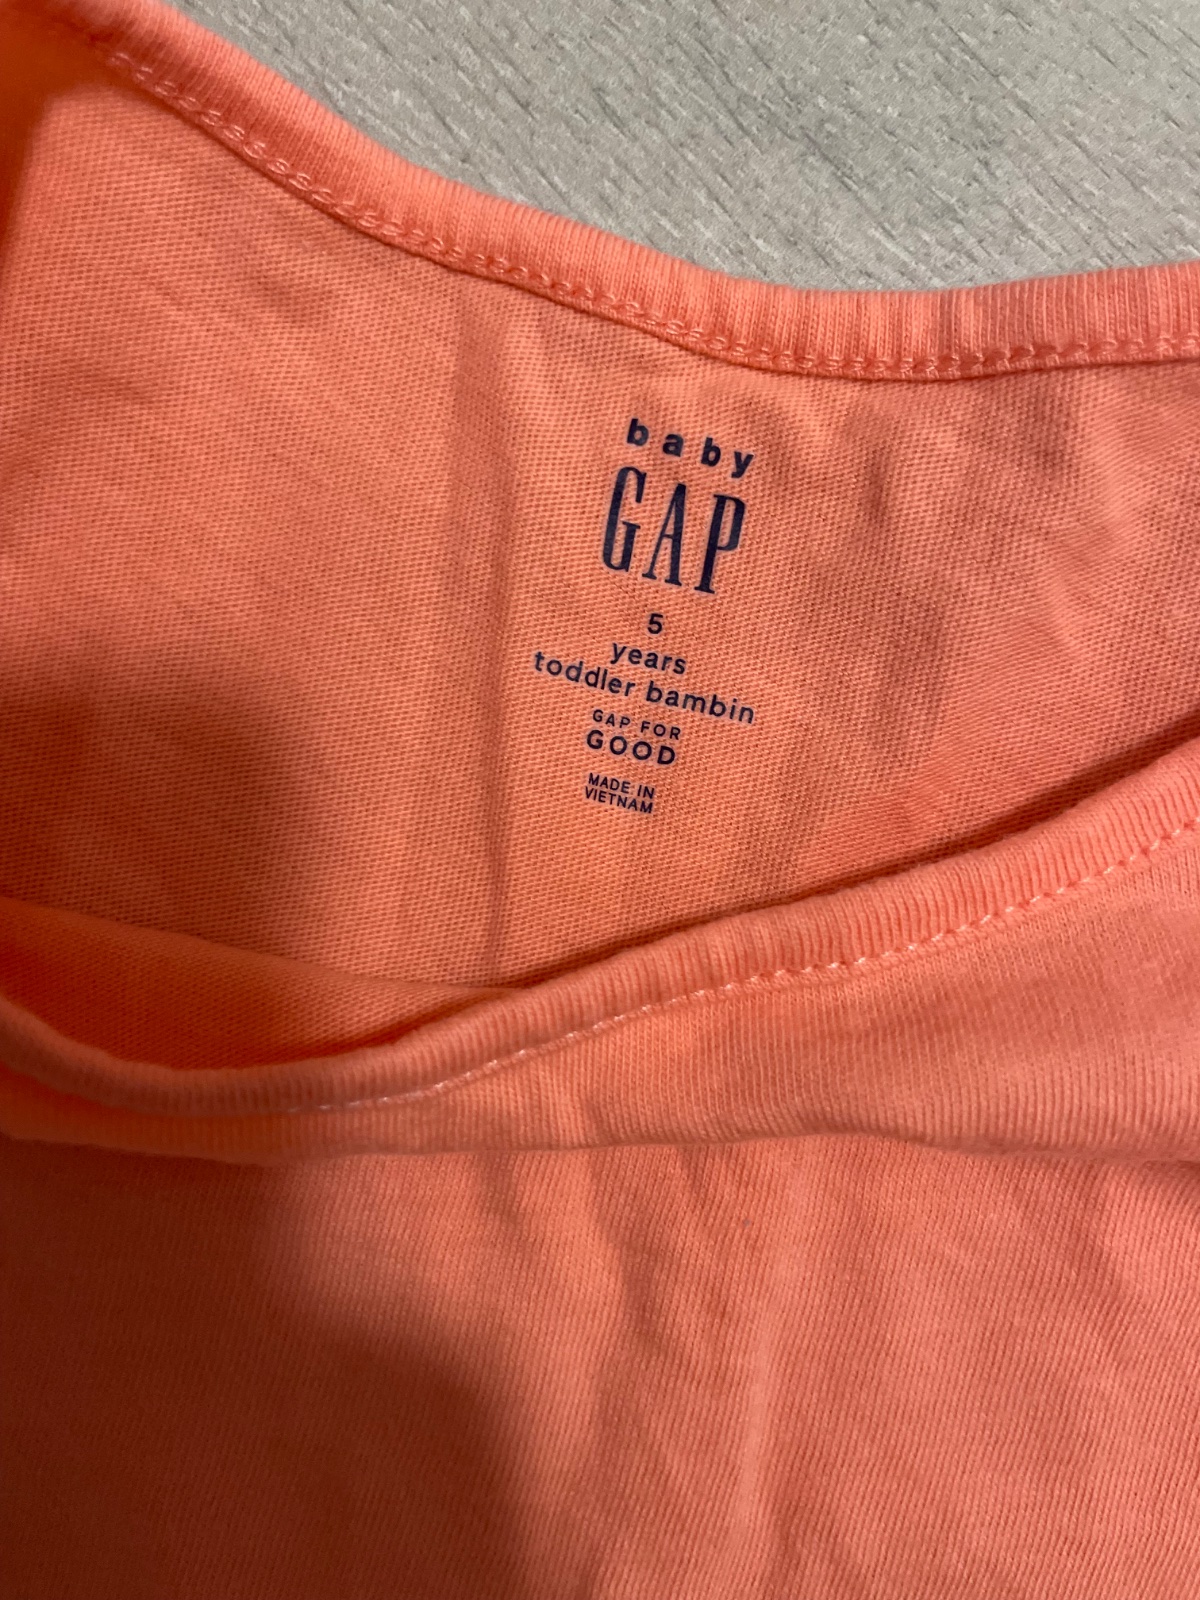 baby
GAP
5
years
toddler bambin
GAP FOR
GOOD
MADE IN
VIETNAM